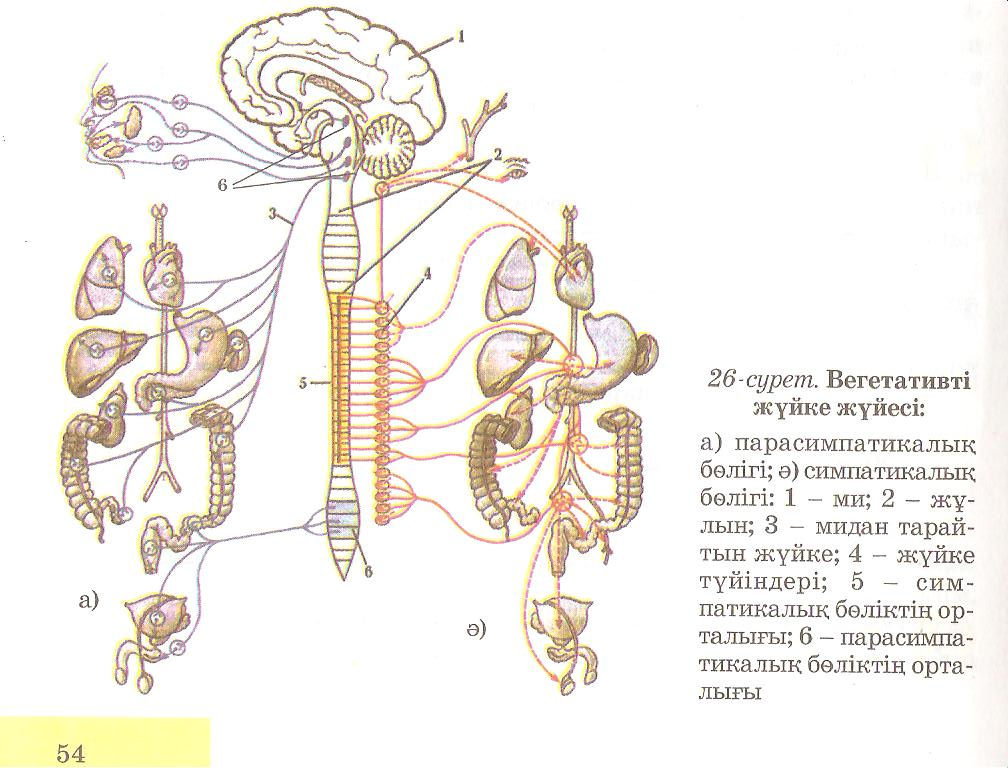 1
2
6
3
4
5
6
а)
ә)
26-сурет. Вегетативті
жүйке жүйесі:
а) парасимпатикалық
бөлігі; ә) симпатикалық
бөлігі: 1 – ми; 2 – жұ-
лын; 3 – мидан тарай-
тын жүйке; 4 – жүйке
түйіндері; 5 – сим-
патикалық бөліктің ор-
талығы; 6 – парасимпа-
тикалық бөліктің орта-
лығы
54